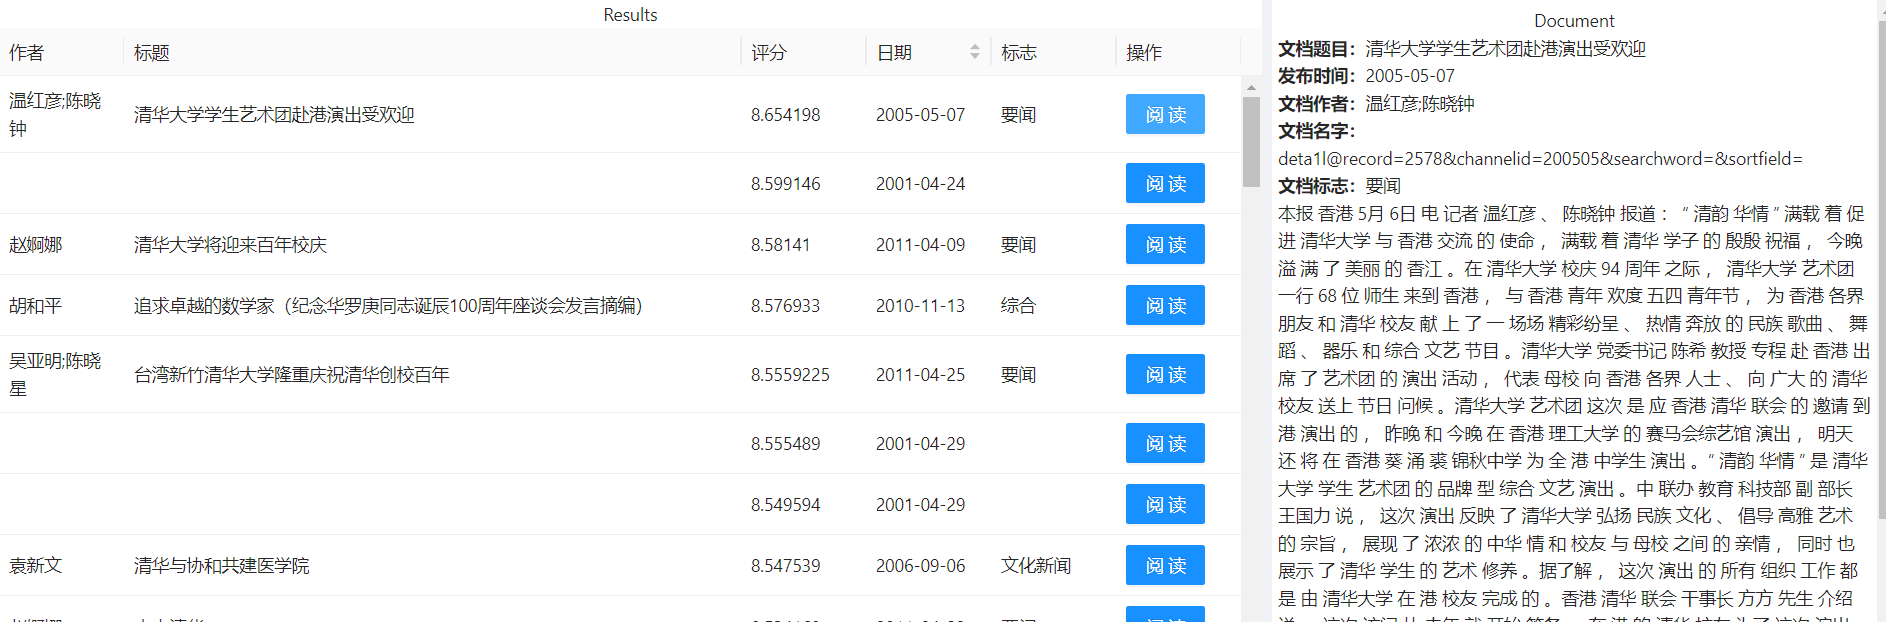 Results
作者 标题 评分 日期 标志 操作
温红彦;陈晓
钟
清华大学学生艺术团赴港演出受欢迎 8.654198 2005-05-07 要闻 阅 读
8.599146 2001-04-24 阅 读
赵婀娜 清华大学将迎来百年校庆 8.58141 2011-04-09 要闻 阅 读
胡和平 追求卓越的数学家（纪念华罗庚同志诞辰100周年座谈会发言摘编） 8.576933 2010-11-13 综合 阅 读
吴亚明;陈晓
星
台湾新竹清华大学隆重庆祝清华创校百年 8.5559225 2011-04-25 要闻 阅 读
8.555489 2001-04-29 阅 读
8.549594 2001-04-29 阅 读
袁新文 清华与协和共建医学院 8.547539 2006-09-06 文化新闻 阅 读
Document
文档题目：清华大学学生艺术团赴港演出受欢迎
发布时间：2005-05-07
文档作者：温红彦;陈晓钟
文档名字：
deta1l@record=2578&channelid=200505&searchword=&sortfield=
文档标志：要闻
本报 香港 5月 6日 电 记者 温红彦 、 陈晓钟 报道 ： “ 清韵 华情 ” 满载 着 促
进 清华大学 与 香港 交流 的 使命 ， 满载 着 清华 学子 的 殷殷 祝福 ， 今晚
溢 满 了 美丽 的 香江 。 在 清华大学 校庆 94 周年 之际 ， 清华大学 艺术团
一行 68 位 师生 来到 香港 ， 与 香港 青年 欢度 五四 青年节 ， 为 香港 各界
朋友 和 清华 校友 献 上 了 一 场场 精彩纷呈 、 热情 奔放 的 民族 歌曲 、 舞
蹈 、 器乐 和 综合 文艺 节目 。 清华大学 党委书记 陈希 教授 专程 赴 香港 出
席 了 艺术团 的 演出 活动 ， 代表 母校 向 香港 各界 人士 、 向 广大 的 清华
校友 送上 节日 问候 。 清华大学 艺术团 这次 是 应 香港 清华 联会 的 邀请 到
港 演出 的 ， 昨晚 和 今晚 在 香港 理工大学 的 赛马会综艺馆 演出 ， 明天
还 将 在 香港 葵 涌 裘 锦秋中学 为 全 港 中学生 演出 。 “ 清韵 华情 ” 是 清华
大学 学生 艺术团 的 品牌 型 综合 文艺 演出 。 中 联办 教育 科技部 副 部长
王国力 说 ， 这次 演出 反映 了 清华大学 弘扬 民族 文化 、 倡导 高雅 艺术
的 宗旨 ， 展现 了 浓浓 的 中华 情 和 校友 与 母校 之间 的 亲情 ， 同时 也
展示 了 清华 学生 的 艺术 修养 。 据了解 ， 这次 演出 的 所有 组织 工作 都
是 由 清华大学 在 港 校友 完成 的 。 香港 清华 联会 干事长 方方 先生 介绍